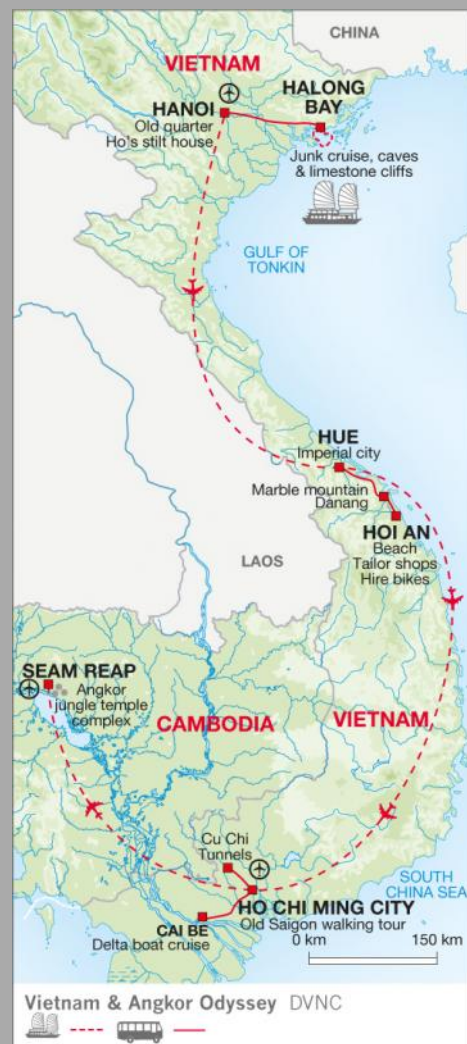 CHINA
VIETNAM
HANOI
Old quarter
Ho's stilt house
HALONG
BAY
Junk cruise, caves
& limestone cliffs
GULF OF
TONKIN
HUE
Imperial city
Marble mountain
Danang
HOI AN
Beach
Tailor shops
Hire bikes
LAOS
SEAM REAP
Angkor
jungle temple
complex
CAMBODIA
VIETNAM
Cu Chi
Tunnels
SOUTH
CHINA SEA
HO CHI MING CITY
Old Saigon walking tour
CAI BE
Delta boat cruise
0 km 150 km
Vietnam & Angkor Odyssey DVNC